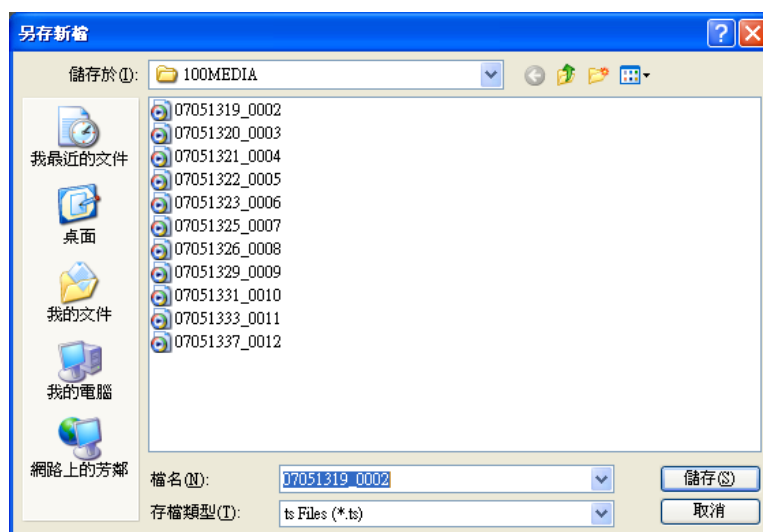 另存新檔
儲存於(I):
100MEDIA
我最近的文件
桌面
我的文件
我的電腦
網路上的芳鄰
07051319_0002
07051320_0003
07051321_0004
07051322_0005
07051323_0006
07051325_0007
07051326_0008
07051329_0009
07051331_0010
07051333_0011
07051337_0012
檔名(N):
07051319_0002
儲存(S)
存檔類型(T):
ts Files (*.ts)
取消